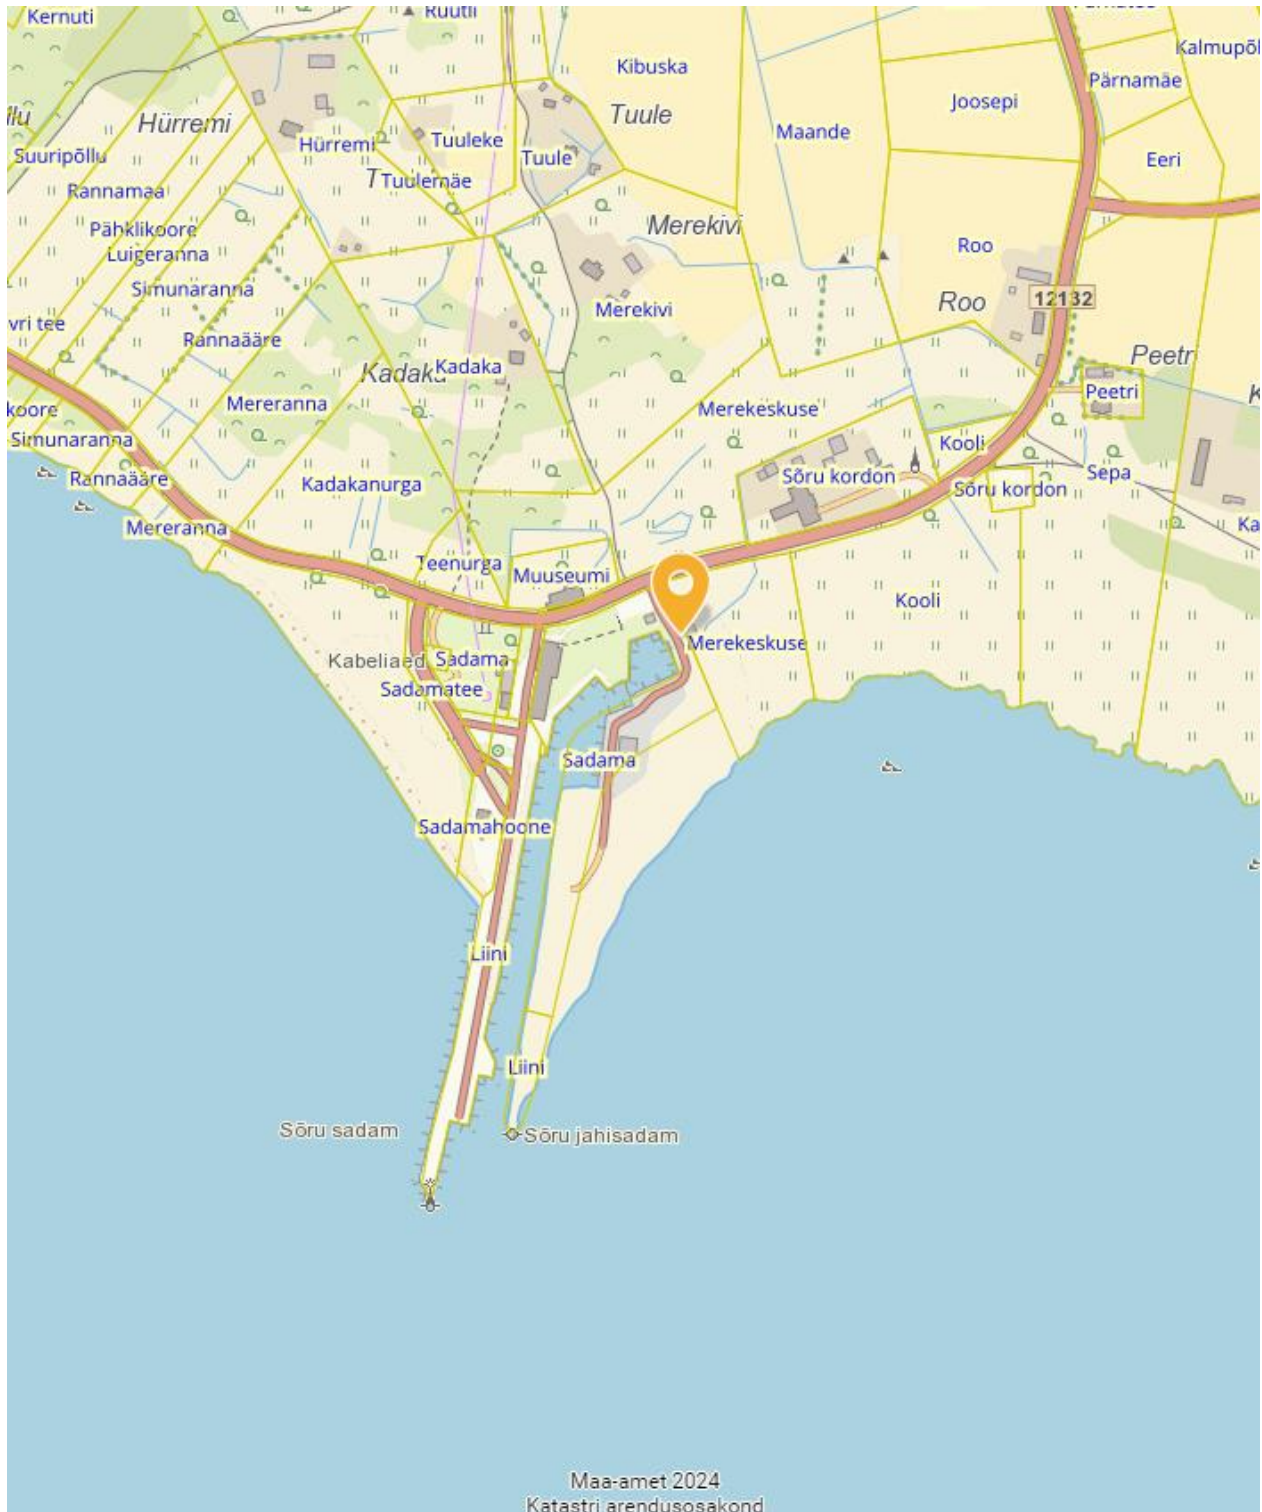 Kernuti
Ruutli
Kibuska
Pärnamäe
Joosepi
Tuule
Hürremi
Maande
Hürremi
Tuuleke
Tuule
Eeri
Suuripõllu
Tuulemäe
Rannamaa
Merekivi
Pähklikoore
Luigeranna
Roo
Simunaranna
Roo
12132
Merekivi
vri tee
Rannaääre
Peetri
Kadaka
Kadaka
Peetri
Mereranna
Merekeskuse
koore
Simunaranna
Kooli
Rannaääre
Kadakanurga
Sõru kordon
Sõru kordon
Sepa
Mereranna
Ka
Teenurga
Muuseumi
Kooli
Merekeskuse
Kabeliaed
Sadama
Sadamatee
Sadama
Sadamahoone
Liini
Liini
Sõru sadam
Sõru jahisadam
Maa-amet 2024
Katastri arendusosakond